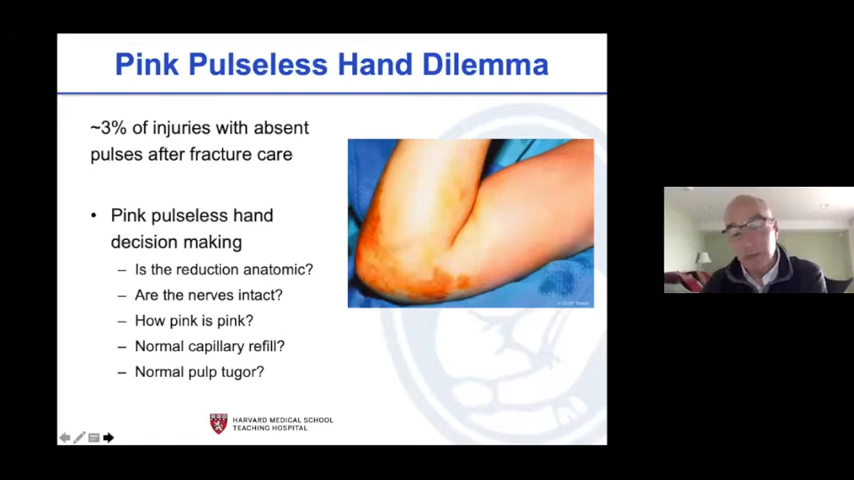 Pink Pulseless Hand Dilemma
~3% of injuries with absent
pulses after fracture care
• Pink pulseless hand
decision making
– Is the reduction anatomic?
– Are the nerves intact?
– How pink is pink?
– Normal capillary refill?
– Normal pulp tugor?
HARVARD MEDICAL SCHOOL
TEACHING HOSPITAL